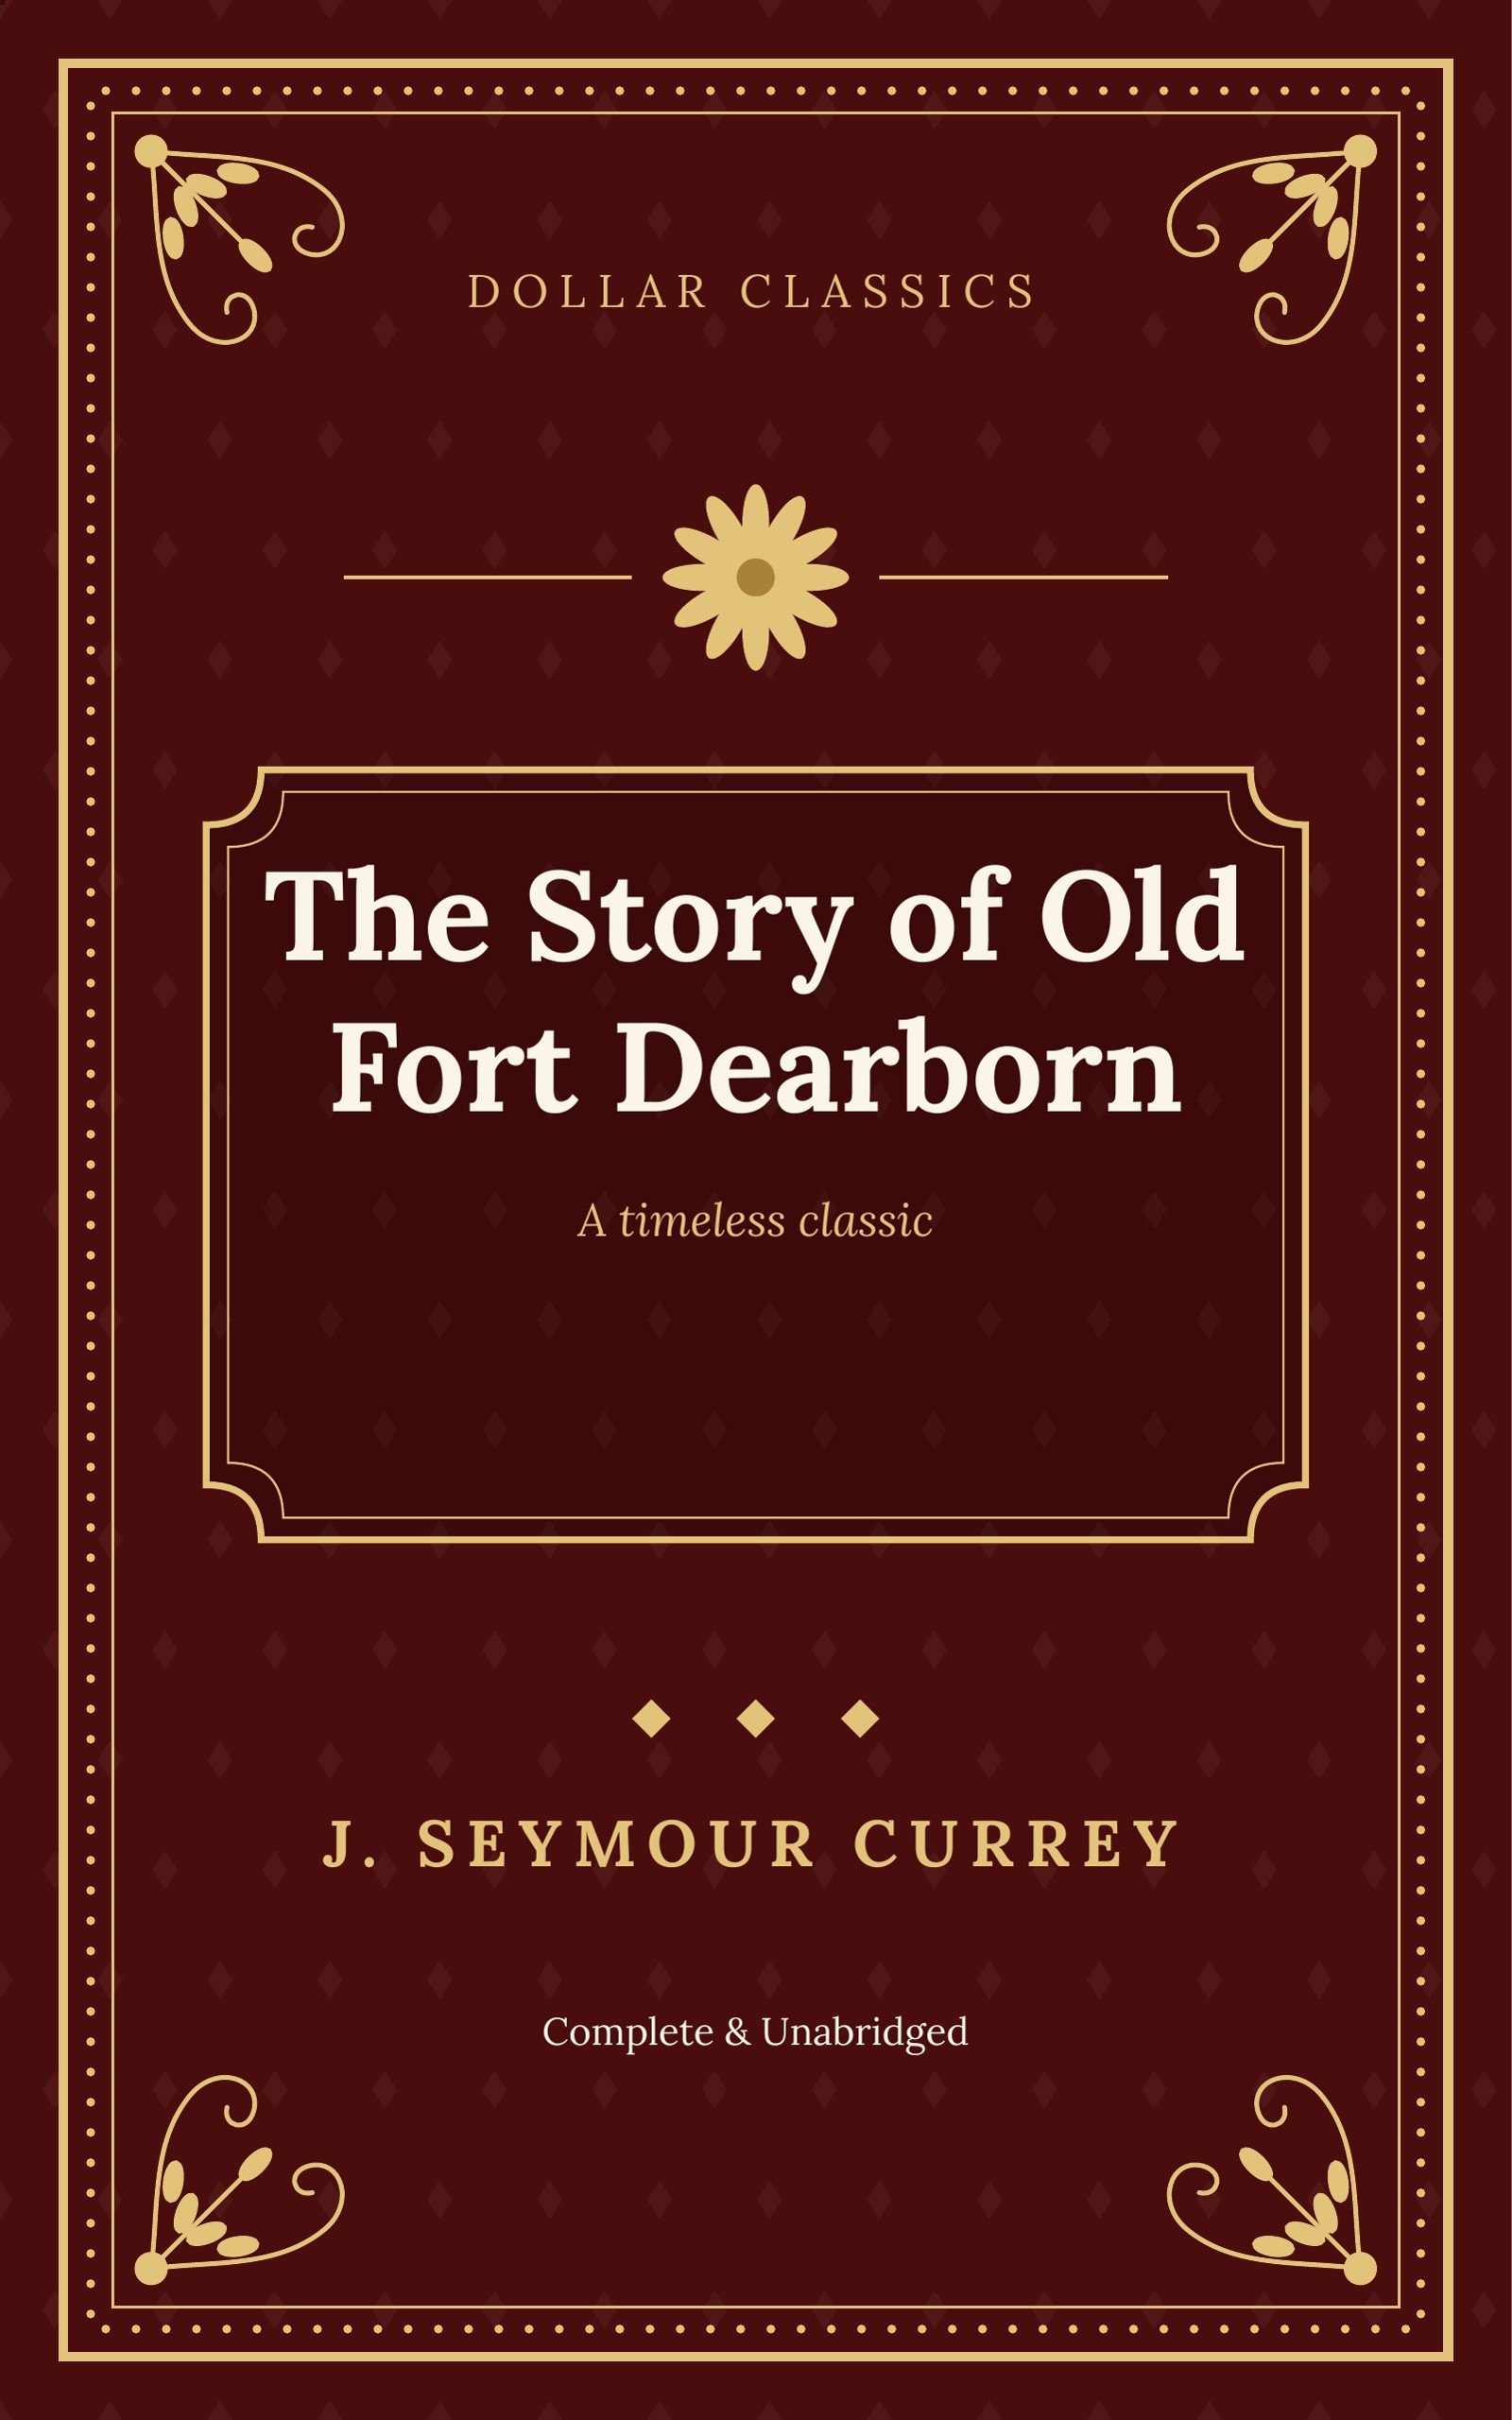 DOLLAR CLASSICS
The Story of Old
Fort Dearborn
A timeless classic
J. SEYMOUR CURREY
Complete & Unabridged